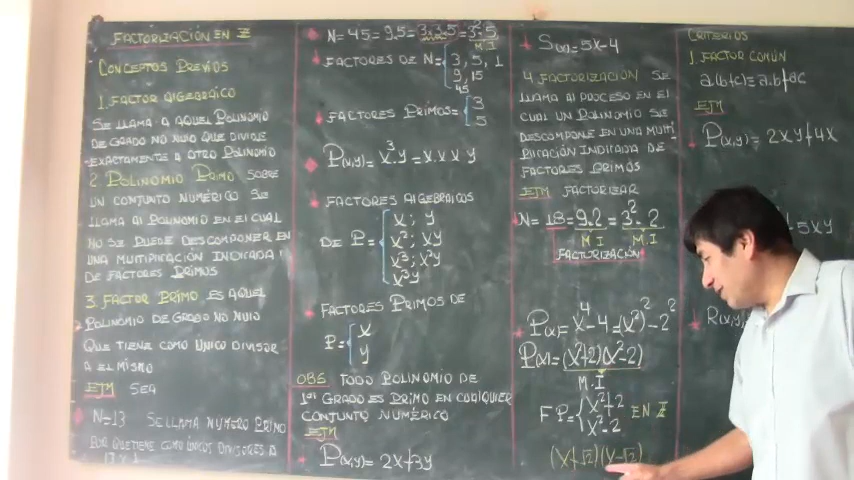 FACTORIZACIÓN EN Z
CONCEPTOS PREVIOS
1. FACTOR ALGEBRAICO
SE LLAMA A AQUEL POLINOMIO
DE GRADO NO NULO QUE DIVIDE
EXACTAMENTE A OTRO POLINOMIO
2. POLINOMIO PRIMO SOBRE
UN CONJUNTO NUMÉRICO SE
LLAMA AL POLINOMIO EN EL CUAL
NO SE PUEDE DESCOMPONER EN
UNA MULTIPLICACIÓN INDICADA
DE FACTORES PRIMOS
3. FACTOR PRIMO ES AQUEL
POLINOMIO DE GRADO NO NULO
QUE TIENE COMO ÚNICO DIVISOR
A EL MISMO
EJM SEA
N=13 SE LLAMA NÚMERO PRIMO
POR QUE TIENE COMO ÚNICOS DIVISORES A
13 Y 1
N=45=9.5=3.3.5=3².5
M.I
FACTORES DE N={3, 5, 1
9, 15
45
FACTORES PRIMOS={3
5
P(x,y)=x³.y=x.x.x.y
FACTORES ALGEBRAICOS
DE P={x; y
x²; xy
x³; x²y
x³y
FACTORES PRIMOS DE
P={x
y
OBS TODO POLINOMIO DE
1er GRADO ES PRIMO EN CUALQUIER
CONJUNTO NUMÉRICO
EJM
P(x,y)=2x+3y
S(x)=5x-4
4. FACTORIZACIÓN SE
LLAMA AL PROCESO EN EL
CUAL UN POLINOMIO SE
DESCOMPONE EN UNA MULTI
PLICACIÓN INDICADA DE
FACTORES PRIMOS
EJM FACTORIZAR
N=18=9.2=3².2
M.I M.I
FACTORIZACIÓN
P(x)=x⁴-4=(x²)²-2²
P(x)=(x²+2)(x²-2)
M.I
FP={x²+2 EN Z
x²-2
(x+√2)(x-√2)
CRITERIOS
1. FACTOR COMÚN
a.(b+c)=a.b+ac
EJM
P(x,y)=2xy+4x
+5xy
R(x,y)